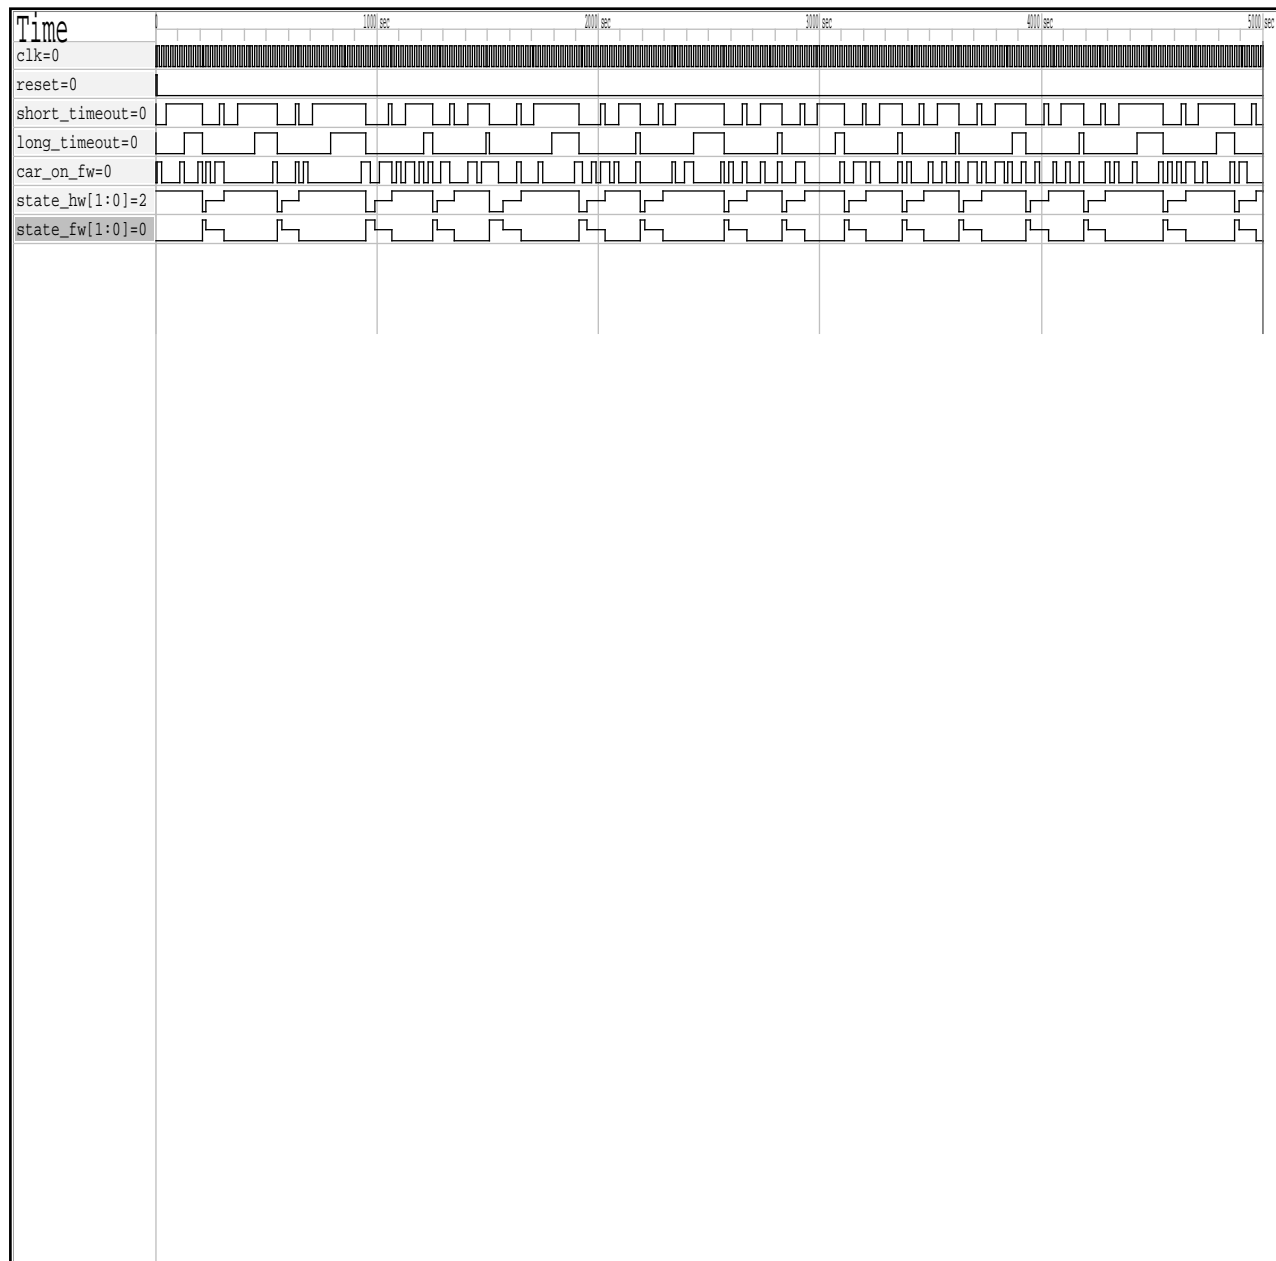 Time
0 1000 sec 2000 sec 3000 sec 4000 sec 5000 sec
clk=0
reset=0
short_timeout=0
long_timeout=0
car_on_fw=0
state_hw[1:0]=2
state_fw[1:0]=0